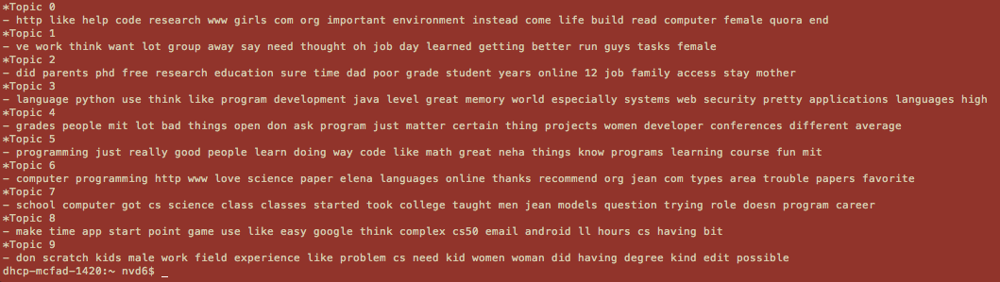 *Topic 0
- http like help code research www girls com org important environment instead come life build read computer female quora end
*Topic 1
- ve work think want lot group away say need thought oh job day learned getting better run guys tasks female
*Topic 2
- did parents phd free research education sure time dad poor grade student years online 12 job family access stay mother
*Topic 3
- language python use think like program development java level great memory world especially systems web security pretty applications languages high
*Topic 4
- grades people mit lot bad things open don ask program just matter certain thing projects women developer conferences different average
*Topic 5
- programming just really good people learn doing way code like math great neha things know programs learning course fun mit
*Topic 6
- computer programming http www love science paper elena languages online thanks recommend org jean com types area trouble papers favorite
*Topic 7
- school computer got cs science class classes started took college taught men jean models question trying role doesn program career
*Topic 8
- make time app start point game use like easy google think complex cs50 email android ll hours cs having bit
*Topic 9
- don scratch kids male work field experience like problem cs need kid women woman did having degree kind edit possible
dhcp-mcfad-1420:~ nvd6$ _